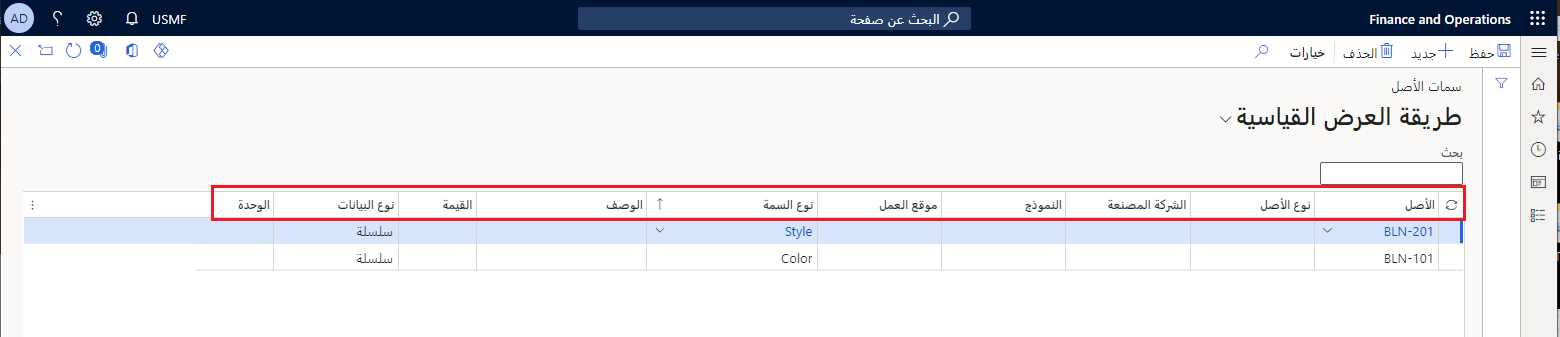 Finance and Operations البحث عن صفحة USMF ؟ AD
حفظ جديد الحذف خيارات 0
سمات الأصل
طريقة العرض القياسية
بحث
الأصل نوع الأصل الشركة المصنعة النموذج موقع العمل نوع السمة الوصف القيمة نوع البيانات الوحدة
BLN-201 Style سلسلة
BLN-101 Color سلسلة